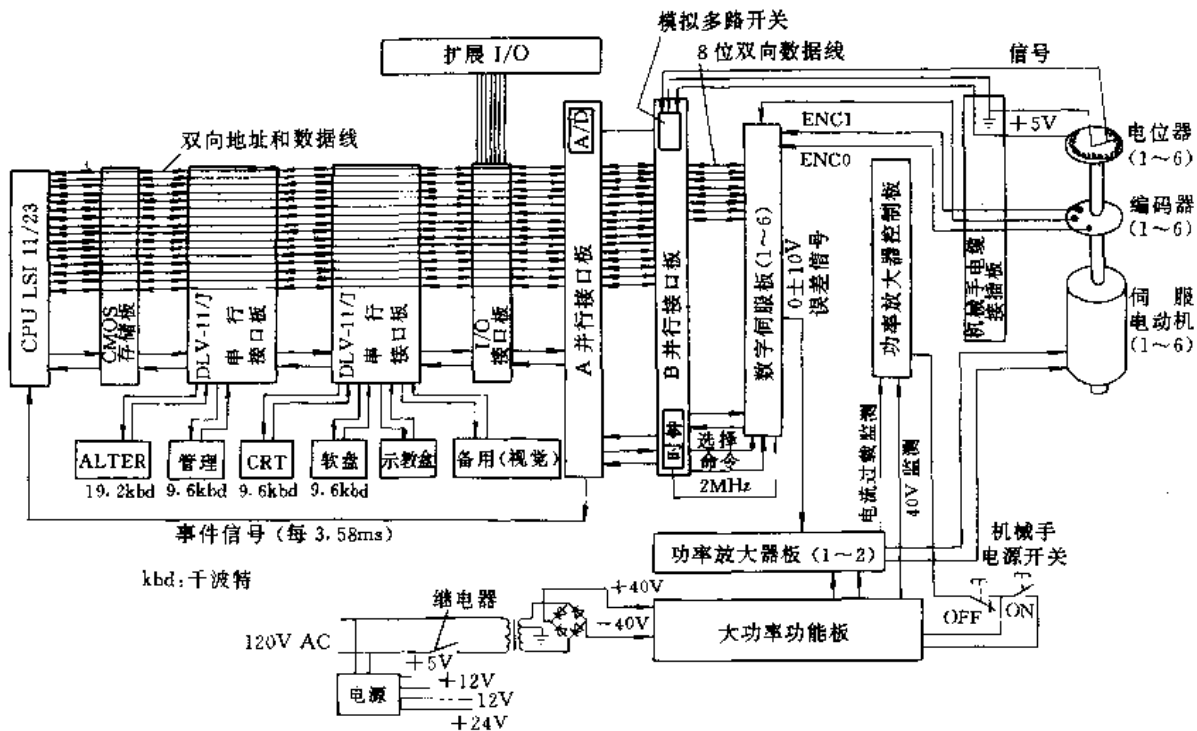 模拟多路开关
扩展 I/O
8位双向数据线
信号
A/D
ENC1
+5V
电位器
(1～6)
双向地址和数据线
ENC0
编码器
(1～6)
CPU LSI 11/23
CMOS
存储板
DLV-11/J
串行
接口板
DLV-11/J
串行
接口板
I/O
接口板
A 并行接口板
B 并行接口板
数字伺服板(1～6)
0±10V
误差信号
功率放大器控制板
机械手电缆
接插板
伺服
电动机
(1～6)
时钟
选择
命令
2MHz
ALTER
管理
CRT
软盘
示教盒
备用(视觉)
19.2kbd
9.6kbd
9.6kbd
9.6kbd
电流过载监测
40V监测
事件信号(每 3.58ms)
功率放大器板(1～2)
机械手
电源开关
kbd:千波特
继电器
+40V
-40V
OFF
ON
大功率功能板
120V AC
+5V
+12V
电源
-12V
+24V